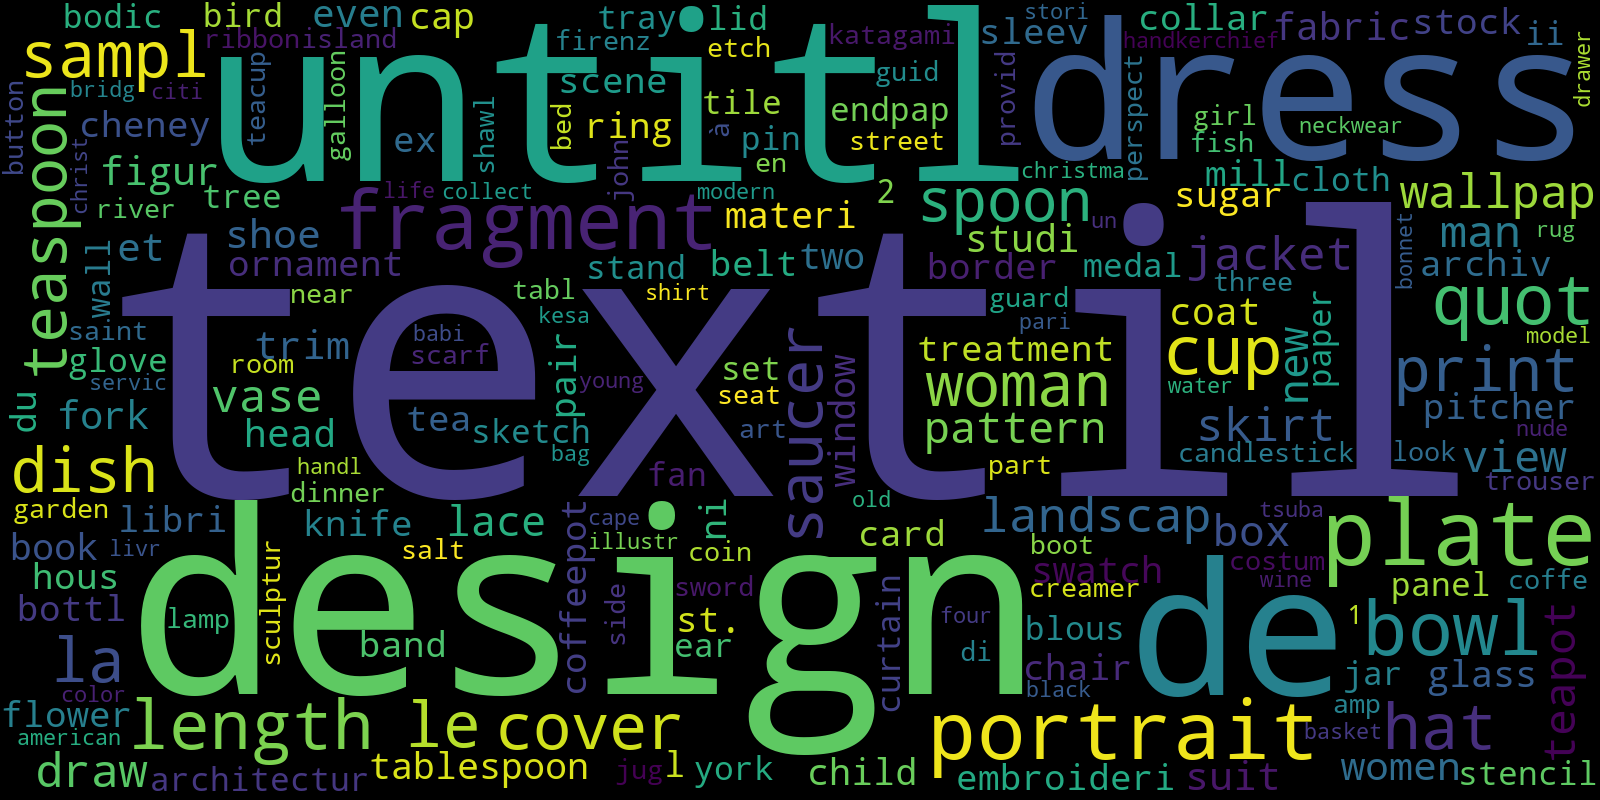 bodic bird even cap tray lid stori collar fabric stock ii
sampl ribbon island firenz etch katagami sleev handkerchief drawer
untitl dress
bridg citi teacup galloon scene guid provid perspect
button cheney ex shawl bed ring tile à pin endpap street girl neckwear
teaspoon christ figur john en fish
tree life collect modern 2 christma mill cloth
river fragment materi spoon un sugar wallpap
et shoe studi man rug
wall ornament stand belt two border medal jacket archiv bonnet
textil
near tabl shirt guard three quot
saint trim babi kesa pari coat paper
glove room scarf pair set treatment cup new print model
servic vase young seat saucer window woman water
du fork head tea sketch art pattern skirt pitcher nude
dish handl bag fan part candlestick look view
dinner old trouser
garden libri knife lace ni card landscap box tsuba plate
book livr cape illustr coin boot
hous salt swatch costum
design de
bottl sculptur coffeepot side sword creamer wine panel coffe
lamp st. curtain four blous 1 bowl
la band ear di chair jar glass teapot
color black amp
flower length le cover portrait hat basket
american
draw architectur tablespoon jug l york child embroideri suit women stencil